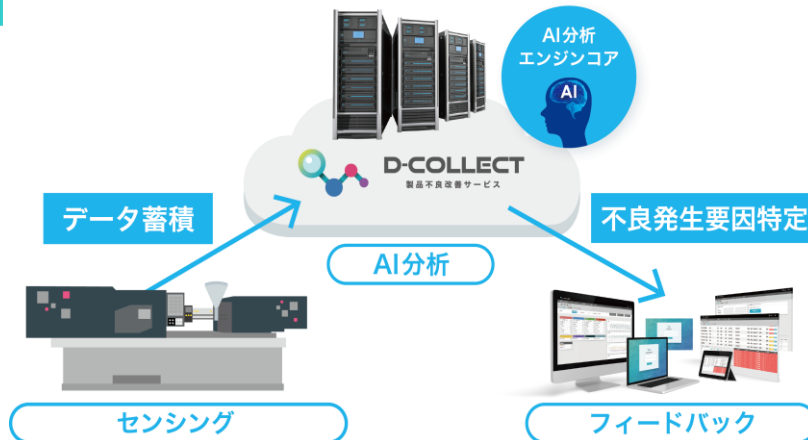 AI分析
エンジンコア
AI
D-COLLECT
製品不良改善サービス
データ蓄積
不良発生要因特定
AI分析
センシング
フィードバック